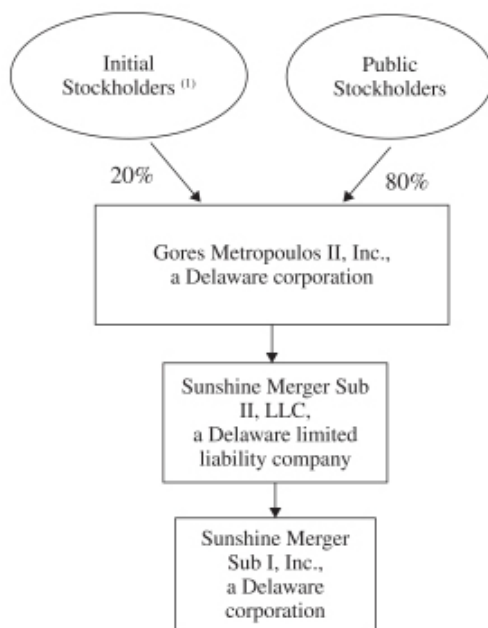 Initial
Stockholders (1)
Public
Stockholders
20%
80%
Gores Metropoulos II, Inc.,
a Delaware corporation
Sunshine Merger Sub
II, LLC,
a Delaware limited
liability company
Sunshine Merger
Sub I, Inc.,
a Delaware
corporation